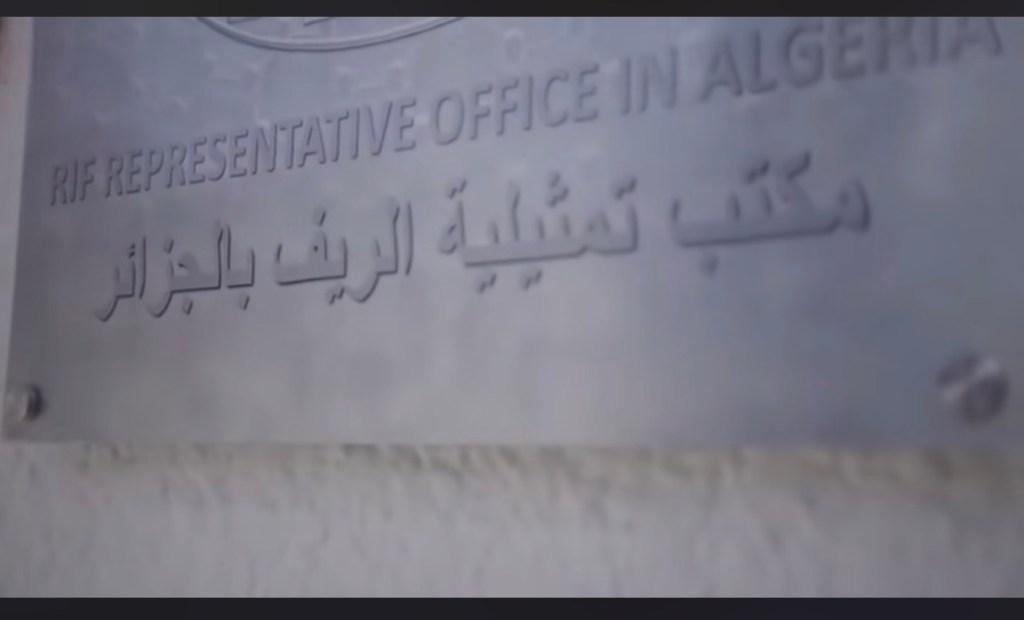 RIF REPRESENTATIVE OFFICE IN ALGERIA
مكتب تمثيلية الريف بالجزائر